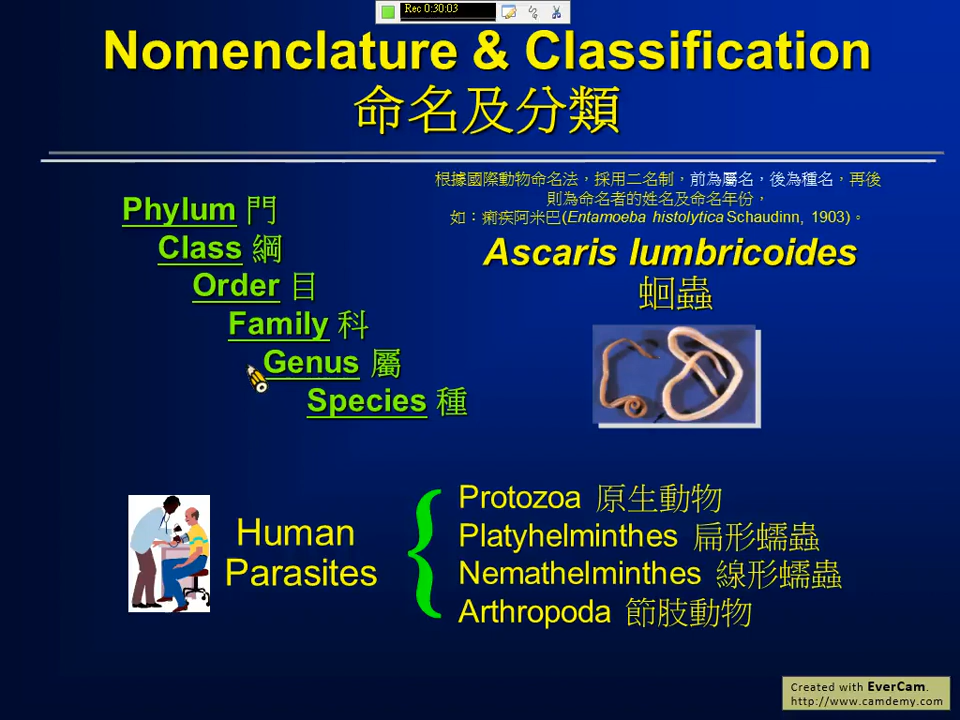 Rec 0:30:03
Nomenclature & Classification
命名及分類
根據國際動物命名法，採用二名制，前為屬名，後為種名，再後
則為命名者的姓名及命名年份，
如：痢疾阿米巴(Entamoeba histolytica Schaudinn, 1903)。
Phylum 門
Class 綱
Order 目
Family 科
Genus 屬
Species 種
Ascaris lumbricoides
蛔蟲
Human
Parasites
Protozoa 原生動物
Platyhelminthes 扁形蠕蟲
Nemathelminthes 線形蠕蟲
Arthropoda 節肢動物
Created with EverCam.
http://www.camdemy.com